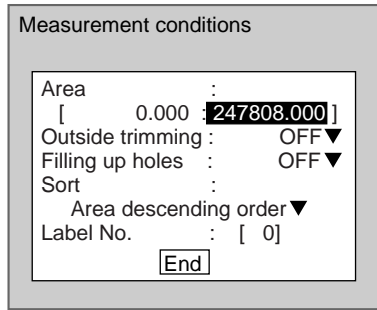 Measurement conditions
Area :
[ 0.000 : 247808.000 ]
Outside trimming : OFF▼
Filling up holes : OFF▼
Sort :
Area descending order▼
Label No. : [ 0]
End